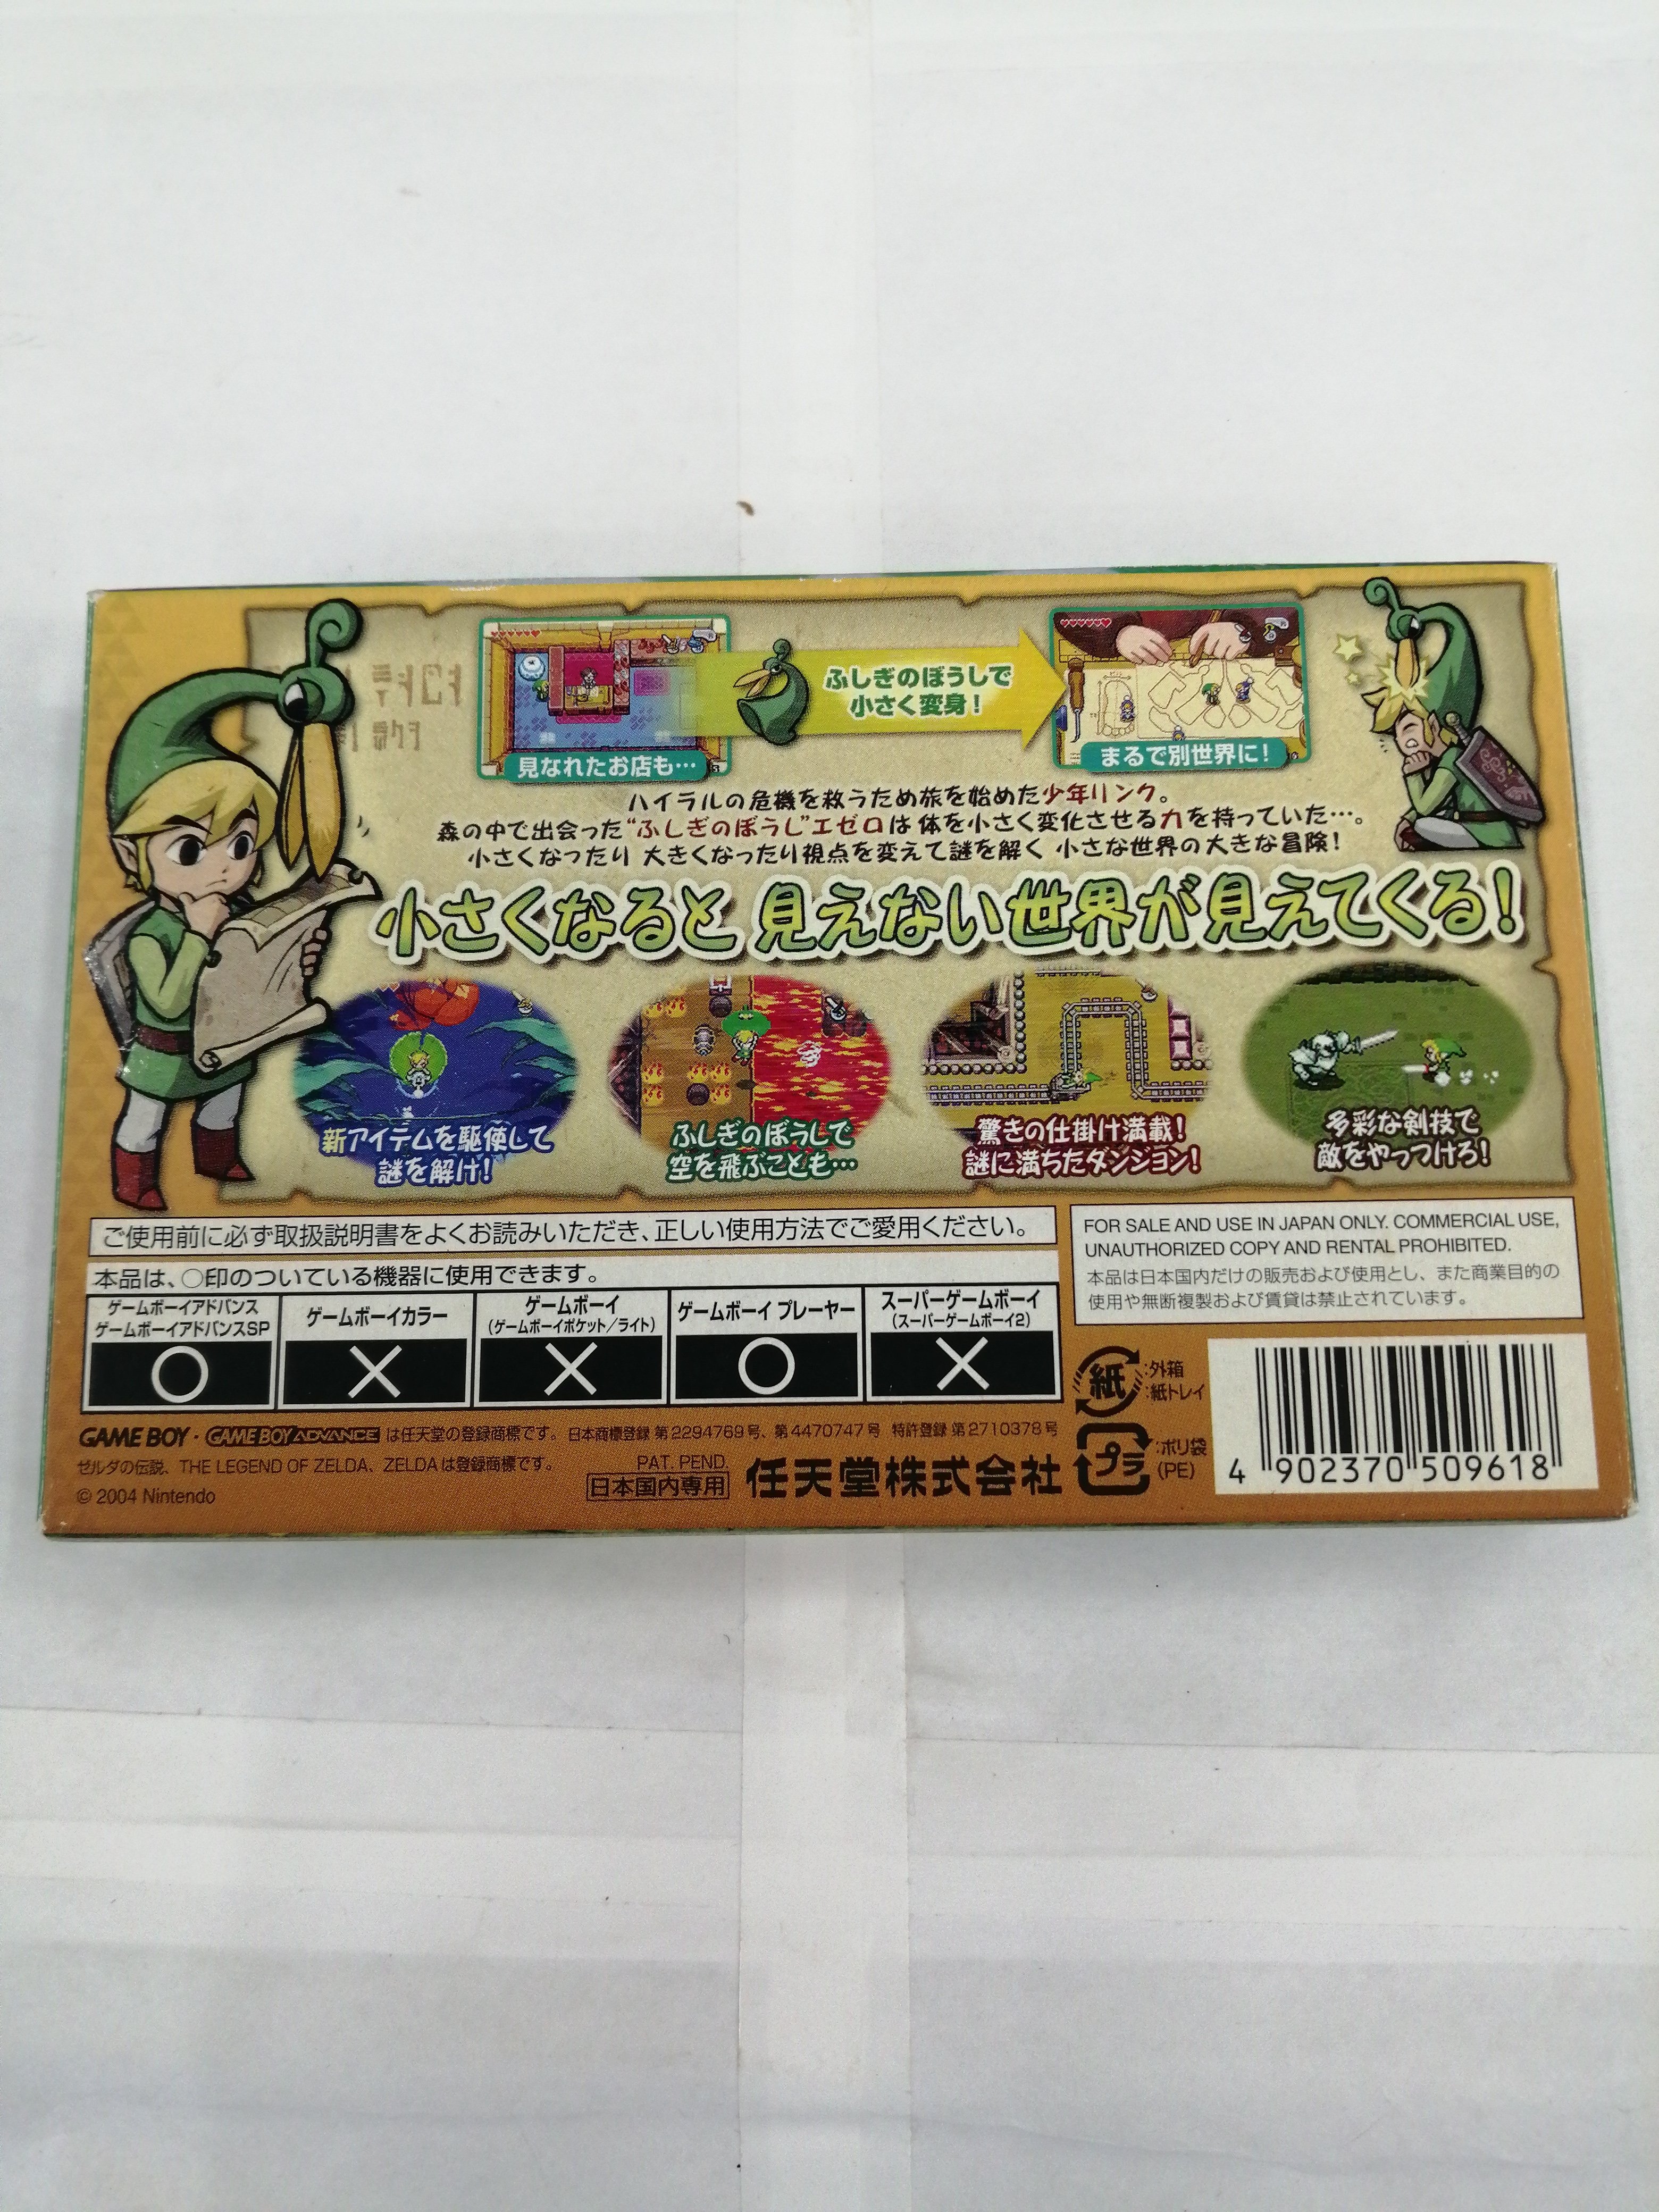 ふしぎのぼうしで
小さく変身！
見なれたお店も…
まるで別世界に！
ハイラルの危機を救うため旅を始めた少年リンク。
森の中で出会った“ふしぎのぼうし”エゼロは 体を小さく変化させる力を持っていた…。
小さくなったり 大きくなったり視点を変えて謎を解く 小さな世界の大きな冒険！
小さくなると 見えない世界が見えてくる！
新アイテムを駆使して
謎を解け！
ふしぎのぼうしで
空を飛ぶことも…
驚きの仕掛け満載！
謎に満ちたダンジョン！
多彩な剣技で
敵をやっつけろ！
ご使用前に必ず取扱説明書をよくお読みいただき、正しい使用方法でご愛用ください。
本品は、○印のついている機器に使用できます。
ゲームボーイアドバンス
ゲームボーイアドバンスSP
ゲームボーイカラー
ゲームボーイ
(ゲームボーイポケット／ライト)
ゲームボーイ プレーヤー
スーパーゲームボーイ
(スーパーゲームボーイ2)
○ × × ○ ×
FOR SALE AND USE IN JAPAN ONLY. COMMERCIAL USE,
UNAUTHORIZED COPY AND RENTAL PROHIBITED.
本品は日本国内だけの販売および使用とし、また商業目的の
使用や無断複製および賃貸は禁止されています。
GAME BOY・GAME BOY ADVANCE は任天堂の登録商標です。 日本商標登録 第2294769号、第4470747号 特許登録 第2710378号
ゼルダの伝説、THE LEGEND OF ZELDA、ZELDAは登録商標です。
© 2004 Nintendo
PAT. PEND.
日本国内専用
任天堂株式会社
紙
:外箱
:紙トレイ
プラ
:ポリ袋
(PE)
4 902370 509618